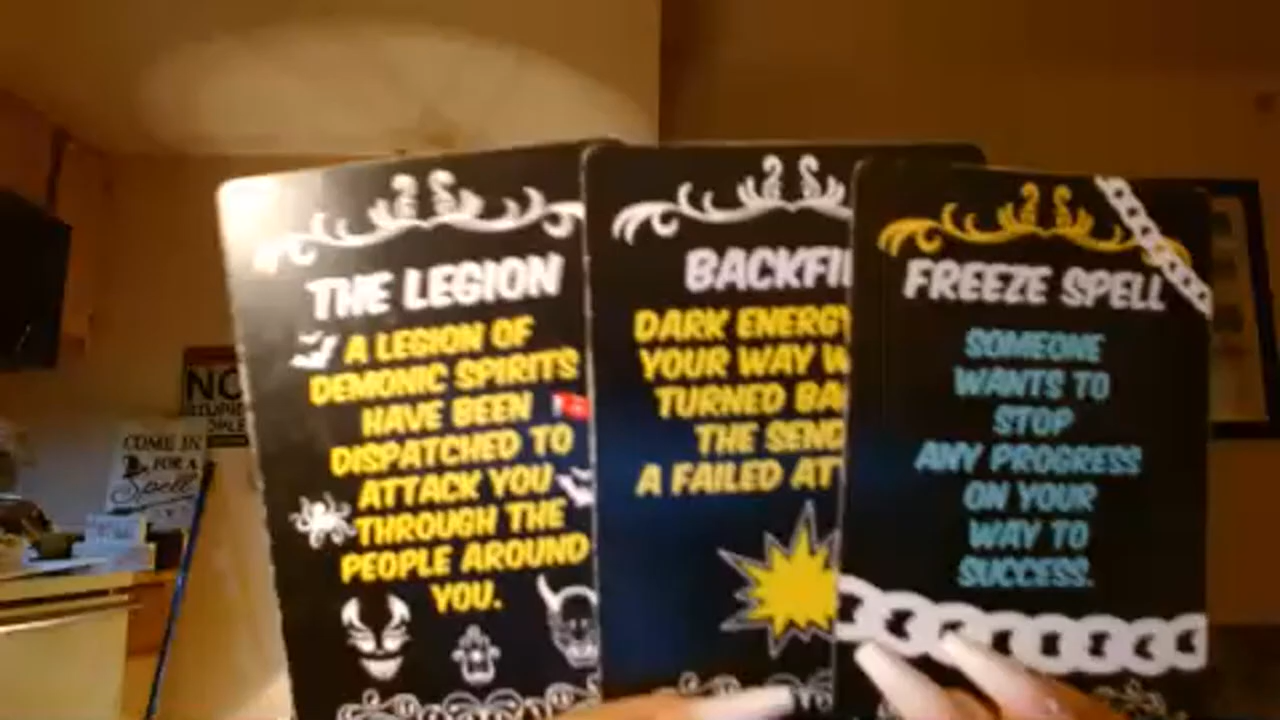 THE LEGION
A LEGION OF
DEMONIC SPIRITS
HAVE BEEN
DISPATCHED TO
ATTACK YOU
THROUGH THE
PEOPLE AROUND
YOU.
BACKFI
DARK ENERGY
YOUR WAY W
TURNED BA
THE SEND
A FAILED AT
FREEZE SPELL
SOMEONE
WANTS TO
STOP
ANY PROGRESS
ON YOUR
WAY TO
SUCCESS.
NO
STUPID
COME IN
FOR A
Spell